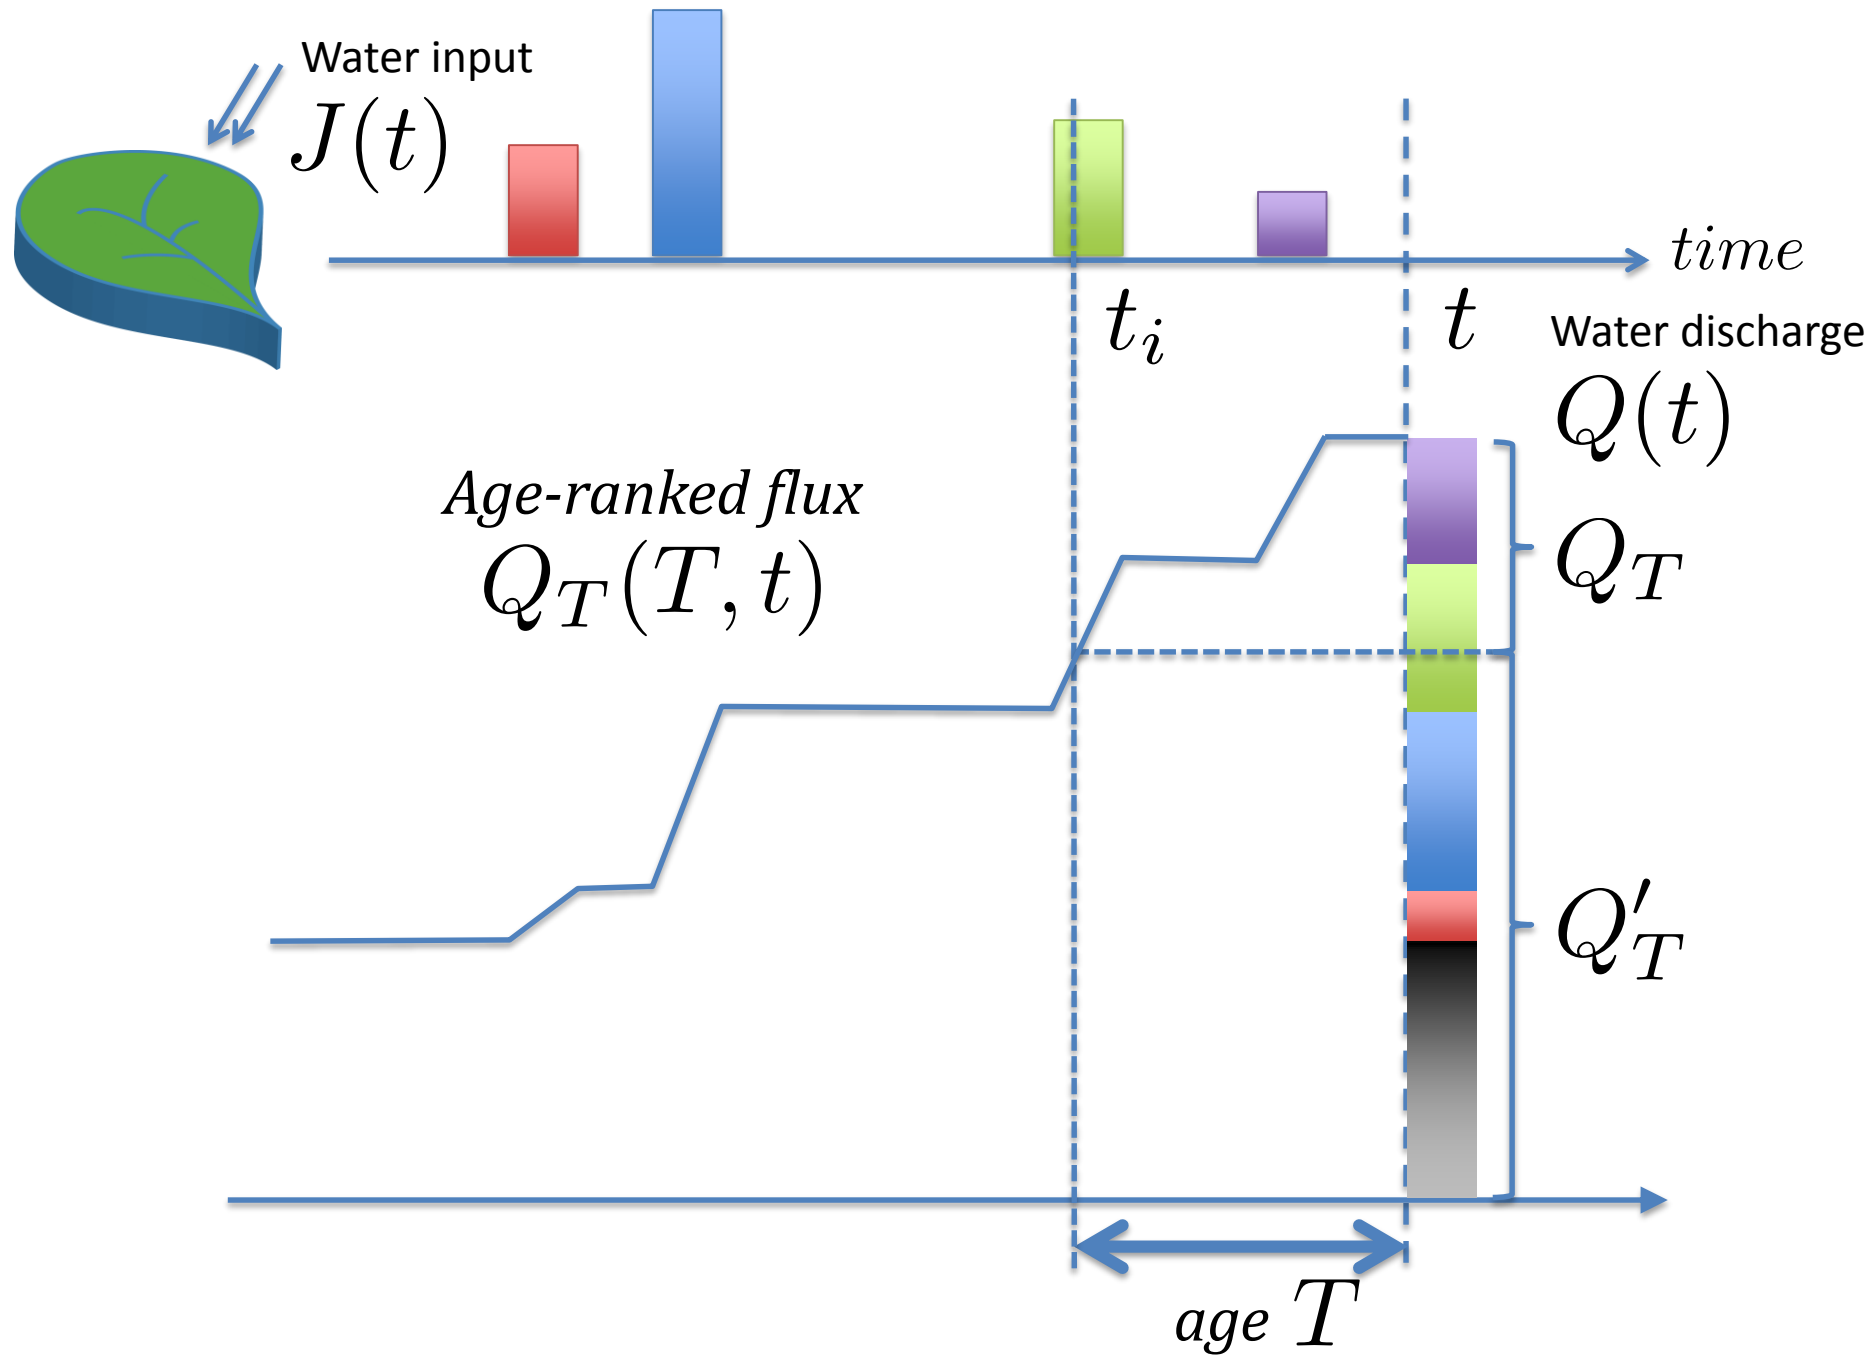 Water input
J(t)
time
t_i
t
Water discharge
Q(t)
Age-ranked flux
Q_T(T, t)
Q_T
Q'_T
age T